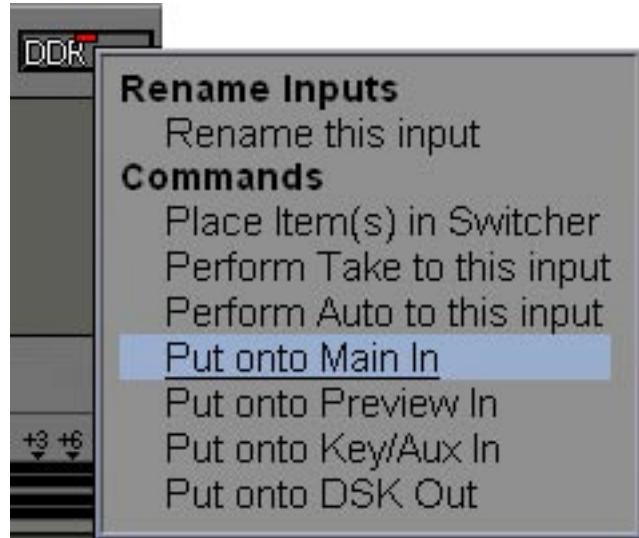 DDR
Rename Inputs
Rename this input
Commands
Place Item(s) in Switcher
Perform Take to this input
Perform Auto to this input
Put onto Main In
Put onto Preview In
+3 +6
Put onto Key/Aux In
Put onto DSK Out